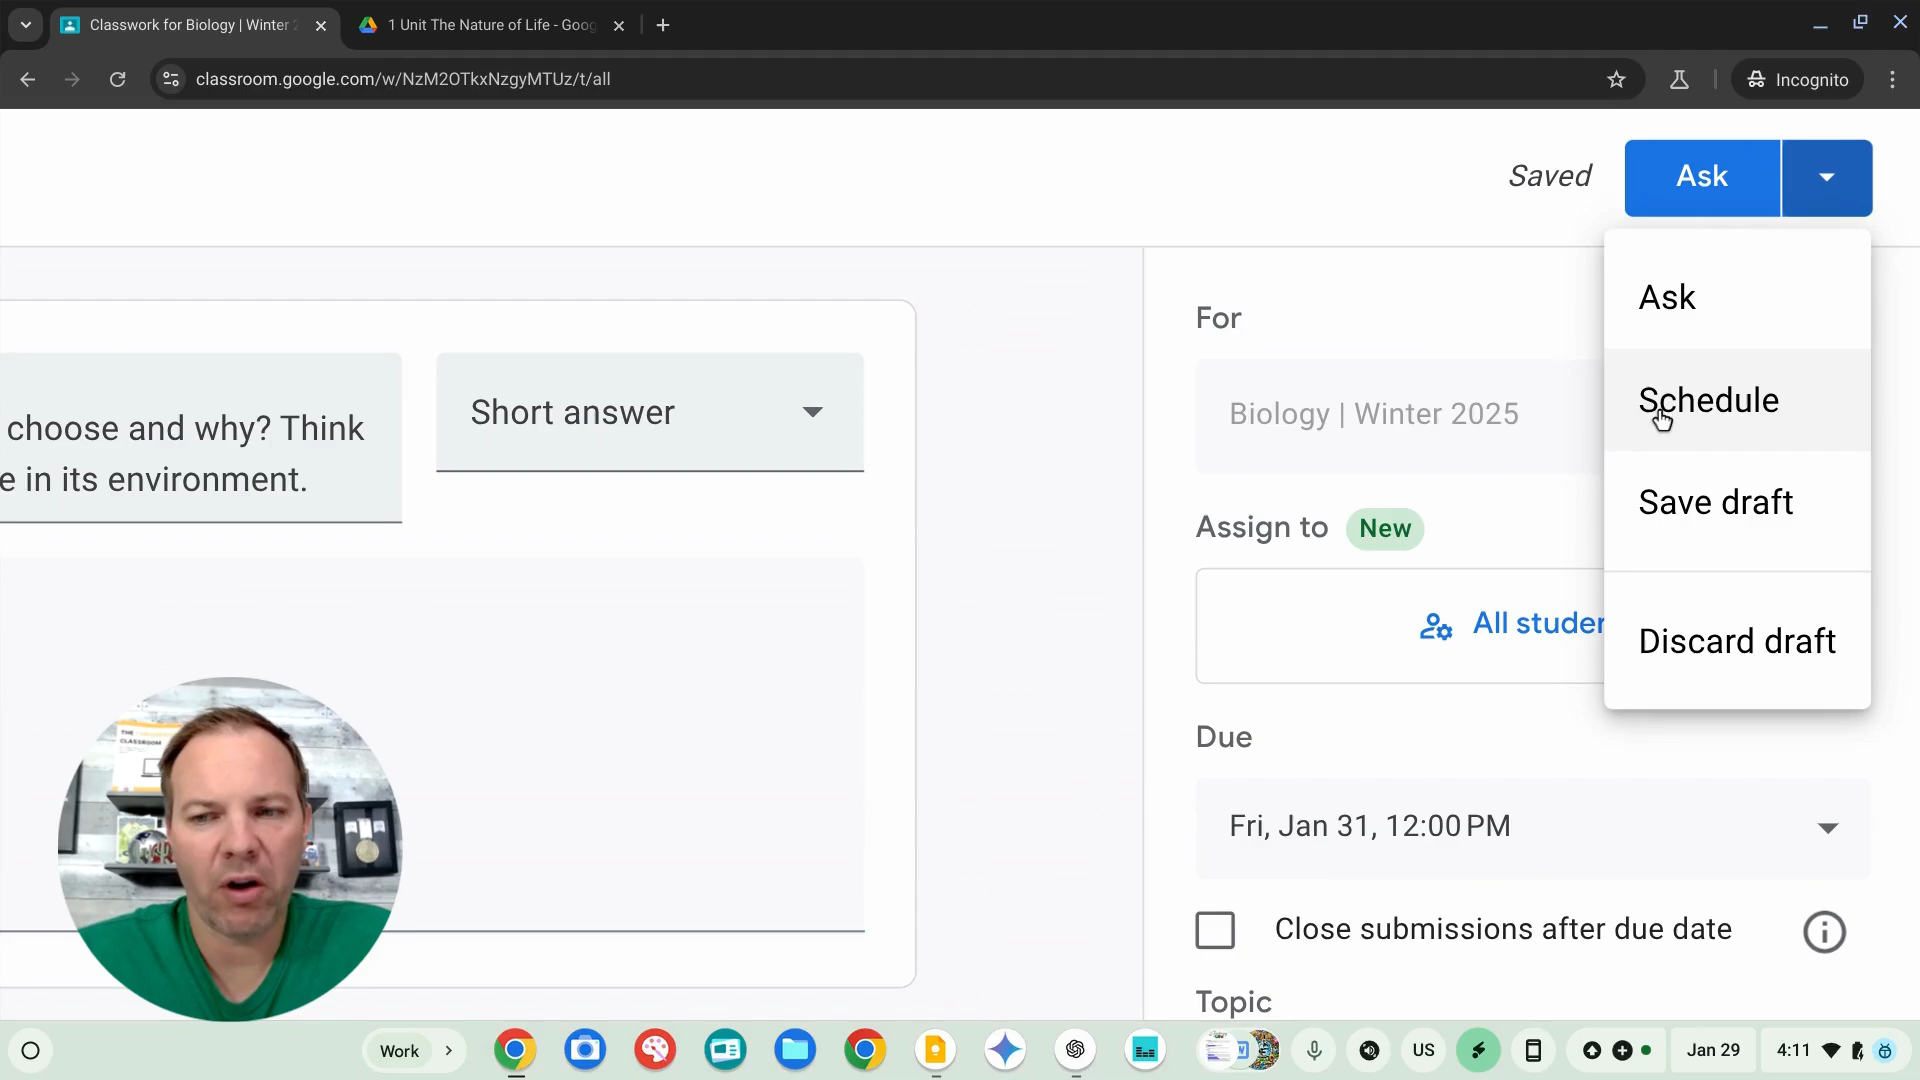 Classwork for Biology | Winter 2
1 Unit The Nature of Life - Goog
classroom.google.com/w/NzM2OTkxNzgyMTUz/t/all
Incognito
Saved
Ask
Ask
Schedule
Save draft
Discard draft
choose and why? Think
e in its environment.
Short answer
For
Biology | Winter 2025
Assign to New
All studen
Due
Fri, Jan 31, 12:00 PM
Close submissions after due date
Topic
THE
CLASSROOM
Work
US
Jan 29
4:11